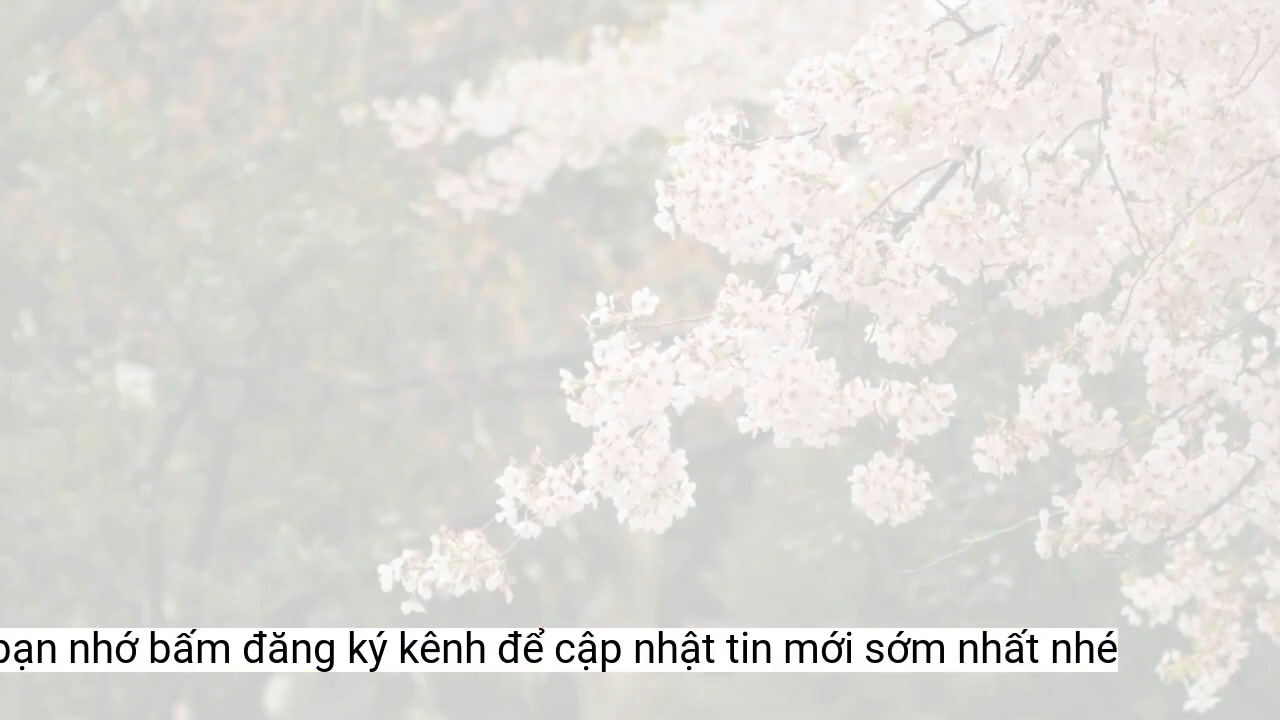 bạn nhớ bấm đăng ký kênh để cập nhật tin mới sớm nhất nhé